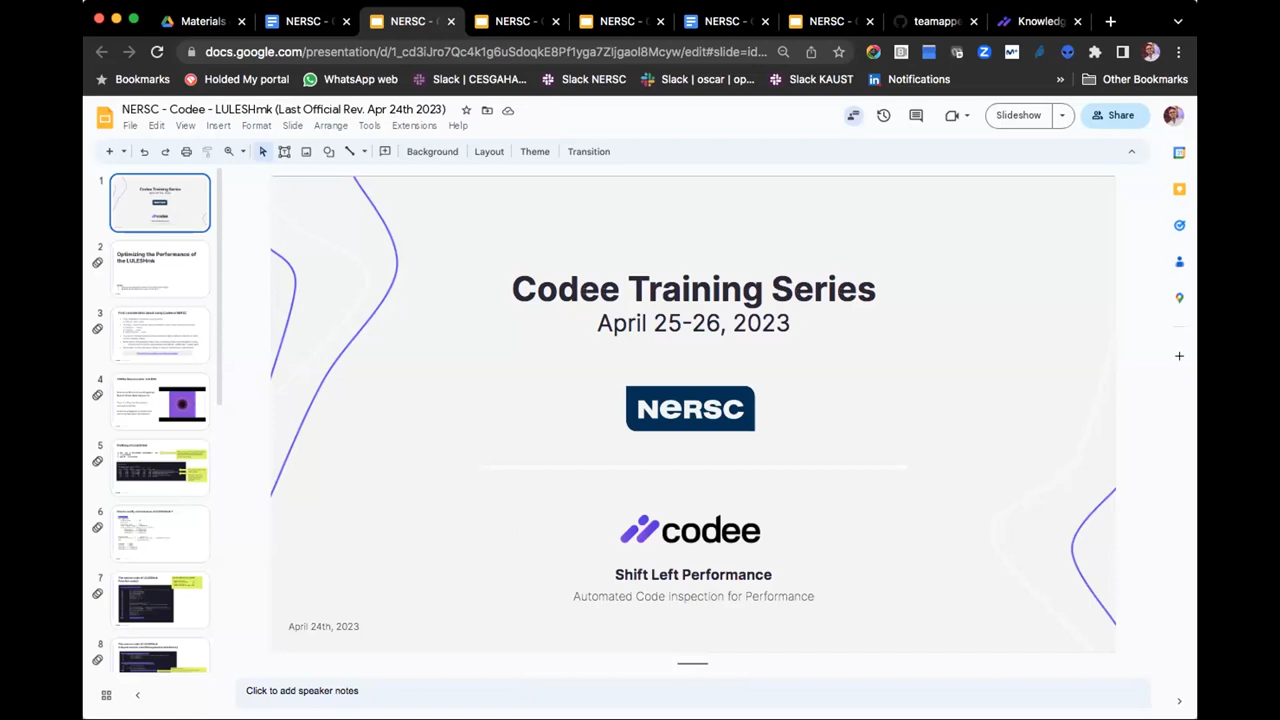 Materials
NERSC - C
NERSC - C
NERSC - C
NERSC - C
NERSC - C
NERSC - C
teamappe
Knowledg
docs.google.com/presentation/d/1_cd3iJro7Qc4k1g6uSdoqkE8Pf1yga7Zljgaol8Mcyw/edit#slide=id...
Bookmarks
Holded My portal
WhatsApp web
Slack | CESGAHA...
Slack NERSC
Slack | oscar | op...
Slack KAUST
Notifications
»
Other Bookmarks
NERSC - Codee - LULESHmk (Last Official Rev. Apr 24th 2023)
File Edit View Insert Format Slide Arrange Tools Extensions Help
Slideshow
Share
Background Layout Theme Transition
1
Codee Training Series
codee
2
Optimizing the Performance of
the LULESHmk
3
4
5
6
7
8
Codee Training Series
April 25-26, 2023
NERSC
codee
Shift Left Performance
Automated Code Inspection for Performance
April 24th, 2023
Click to add speaker notes